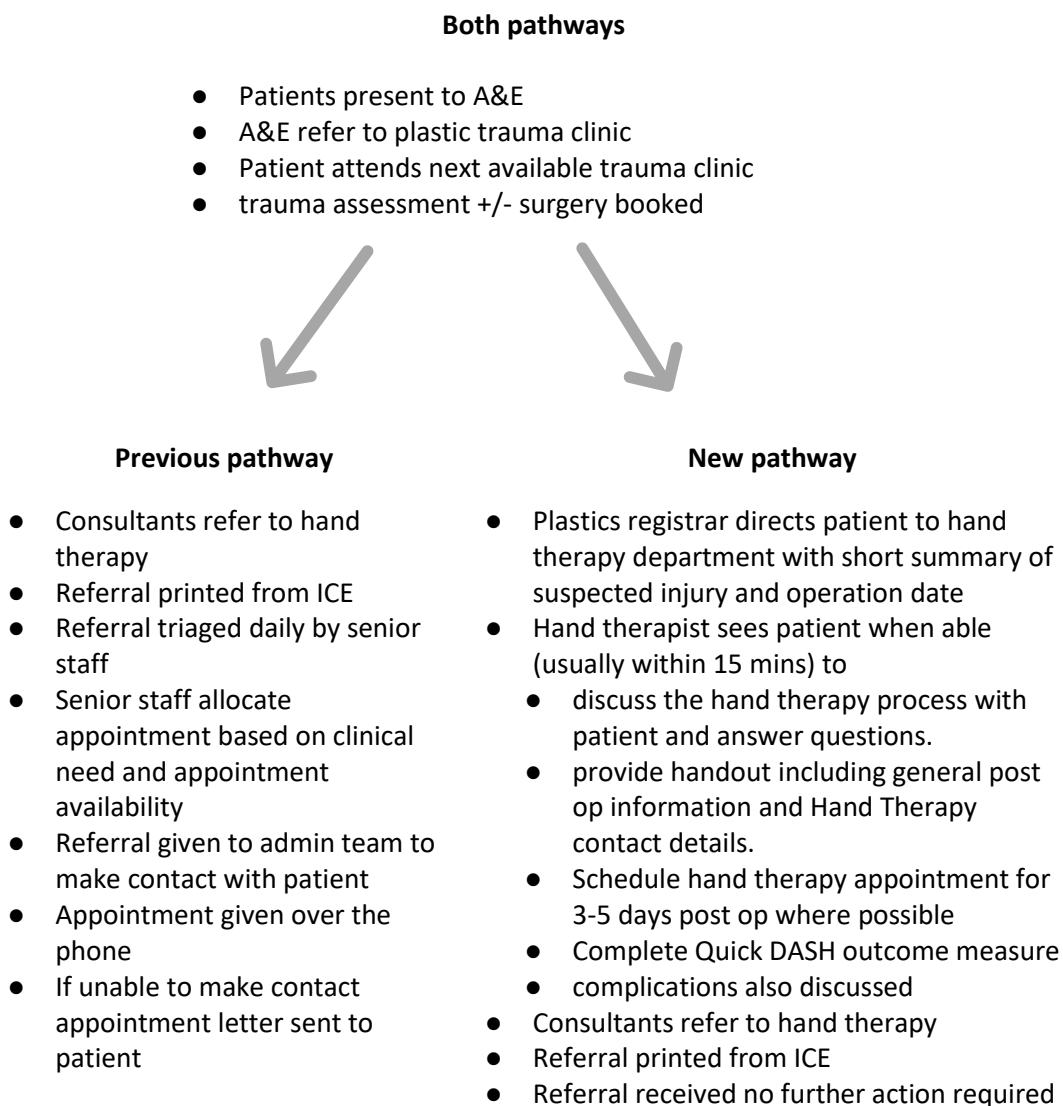 Both pathways
● Patients present to A&E
● A&E refer to plastic trauma clinic
● Patient attends next available trauma clinic
● trauma assessment +/- surgery booked
Previous pathway
● Consultants refer to hand
therapy
● Referral printed from ICE
● Referral triaged daily by senior
staff
● Senior staff allocate
appointment based on clinical
need and appointment
availability
● Referral given to admin team to
make contact with patient
● Appointment given over the
phone
● If unable to make contact
appointment letter sent to
patient
New pathway
● Plastics registrar directs patient to hand
therapy department with short summary of
suspected injury and operation date
● Hand therapist sees patient when able
(usually within 15 mins) to
● discuss the hand therapy process with
patient and answer questions.
● provide handout including general post
op information and Hand Therapy
contact details.
● Schedule hand therapy appointment for
3-5 days post op where possible
● Complete Quick DASH outcome measure
● complications also discussed
● Consultants refer to hand therapy
● Referral printed from ICE
● Referral received no further action required